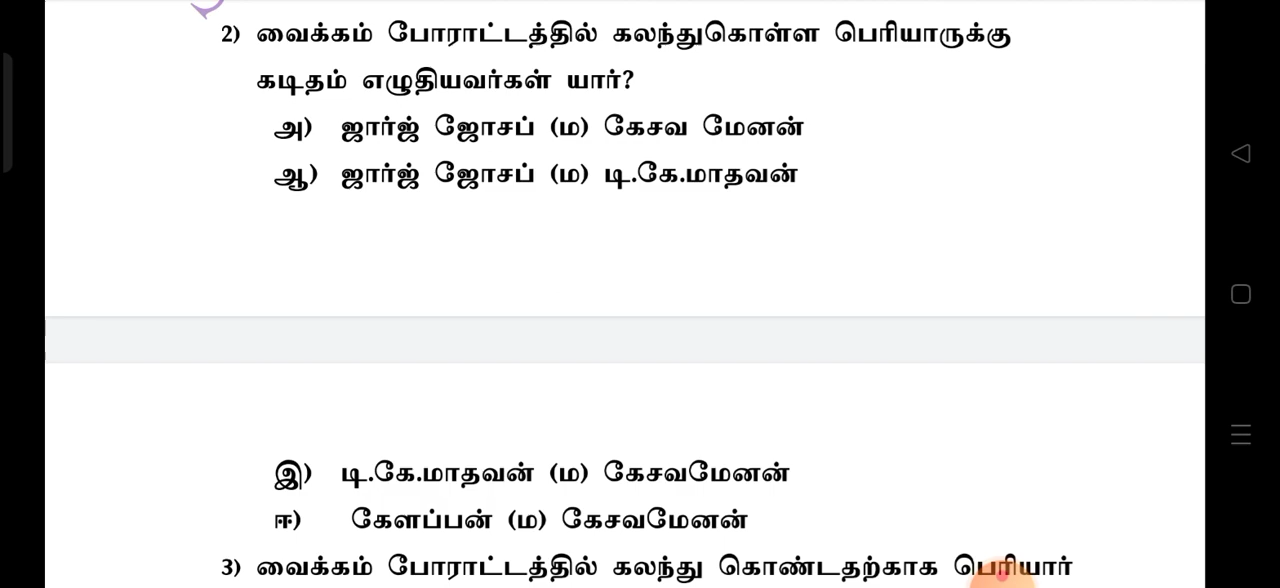 2) வைக்கம் போராட்டத்தில் கலந்துகொள்ள பெரியாருக்கு
கடிதம் எழுதியவர்கள் யார்?
அ) ஜார்ஜ் ஜோசப் (ம) கேசவ மேனன்
ஆ) ஜார்ஜ் ஜோசப் (ம) டி.கே.மாதவன்
இ) டி.கே.மாதவன் (ம) கேசவமேனன்
ஈ) கேளப்பன் (ம) கேசவமேனன்
3) வைக்கம் போராட்டத்தில் கலந்து கொண்டதற்காக பெரியார்